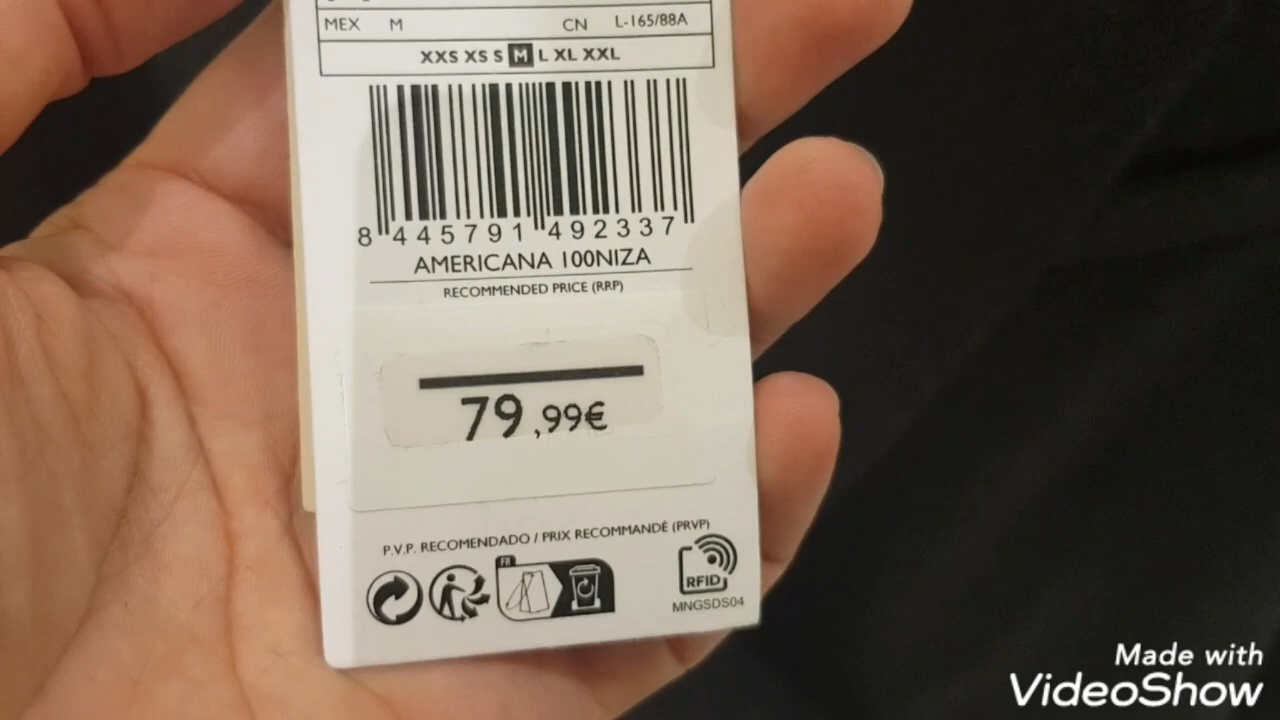 MEX M CN L-165/88A
XXS XS S M L XL XXL
8 445791 492337
AMERICANA 100NIZA
RECOMMENDED PRICE (RRP)
79,99€
P.V.P. RECOMENDADO / PRIX RECOMMANDÉ (PRVP)
FR
RFID
MNGSDS04
Made with
VideoShow